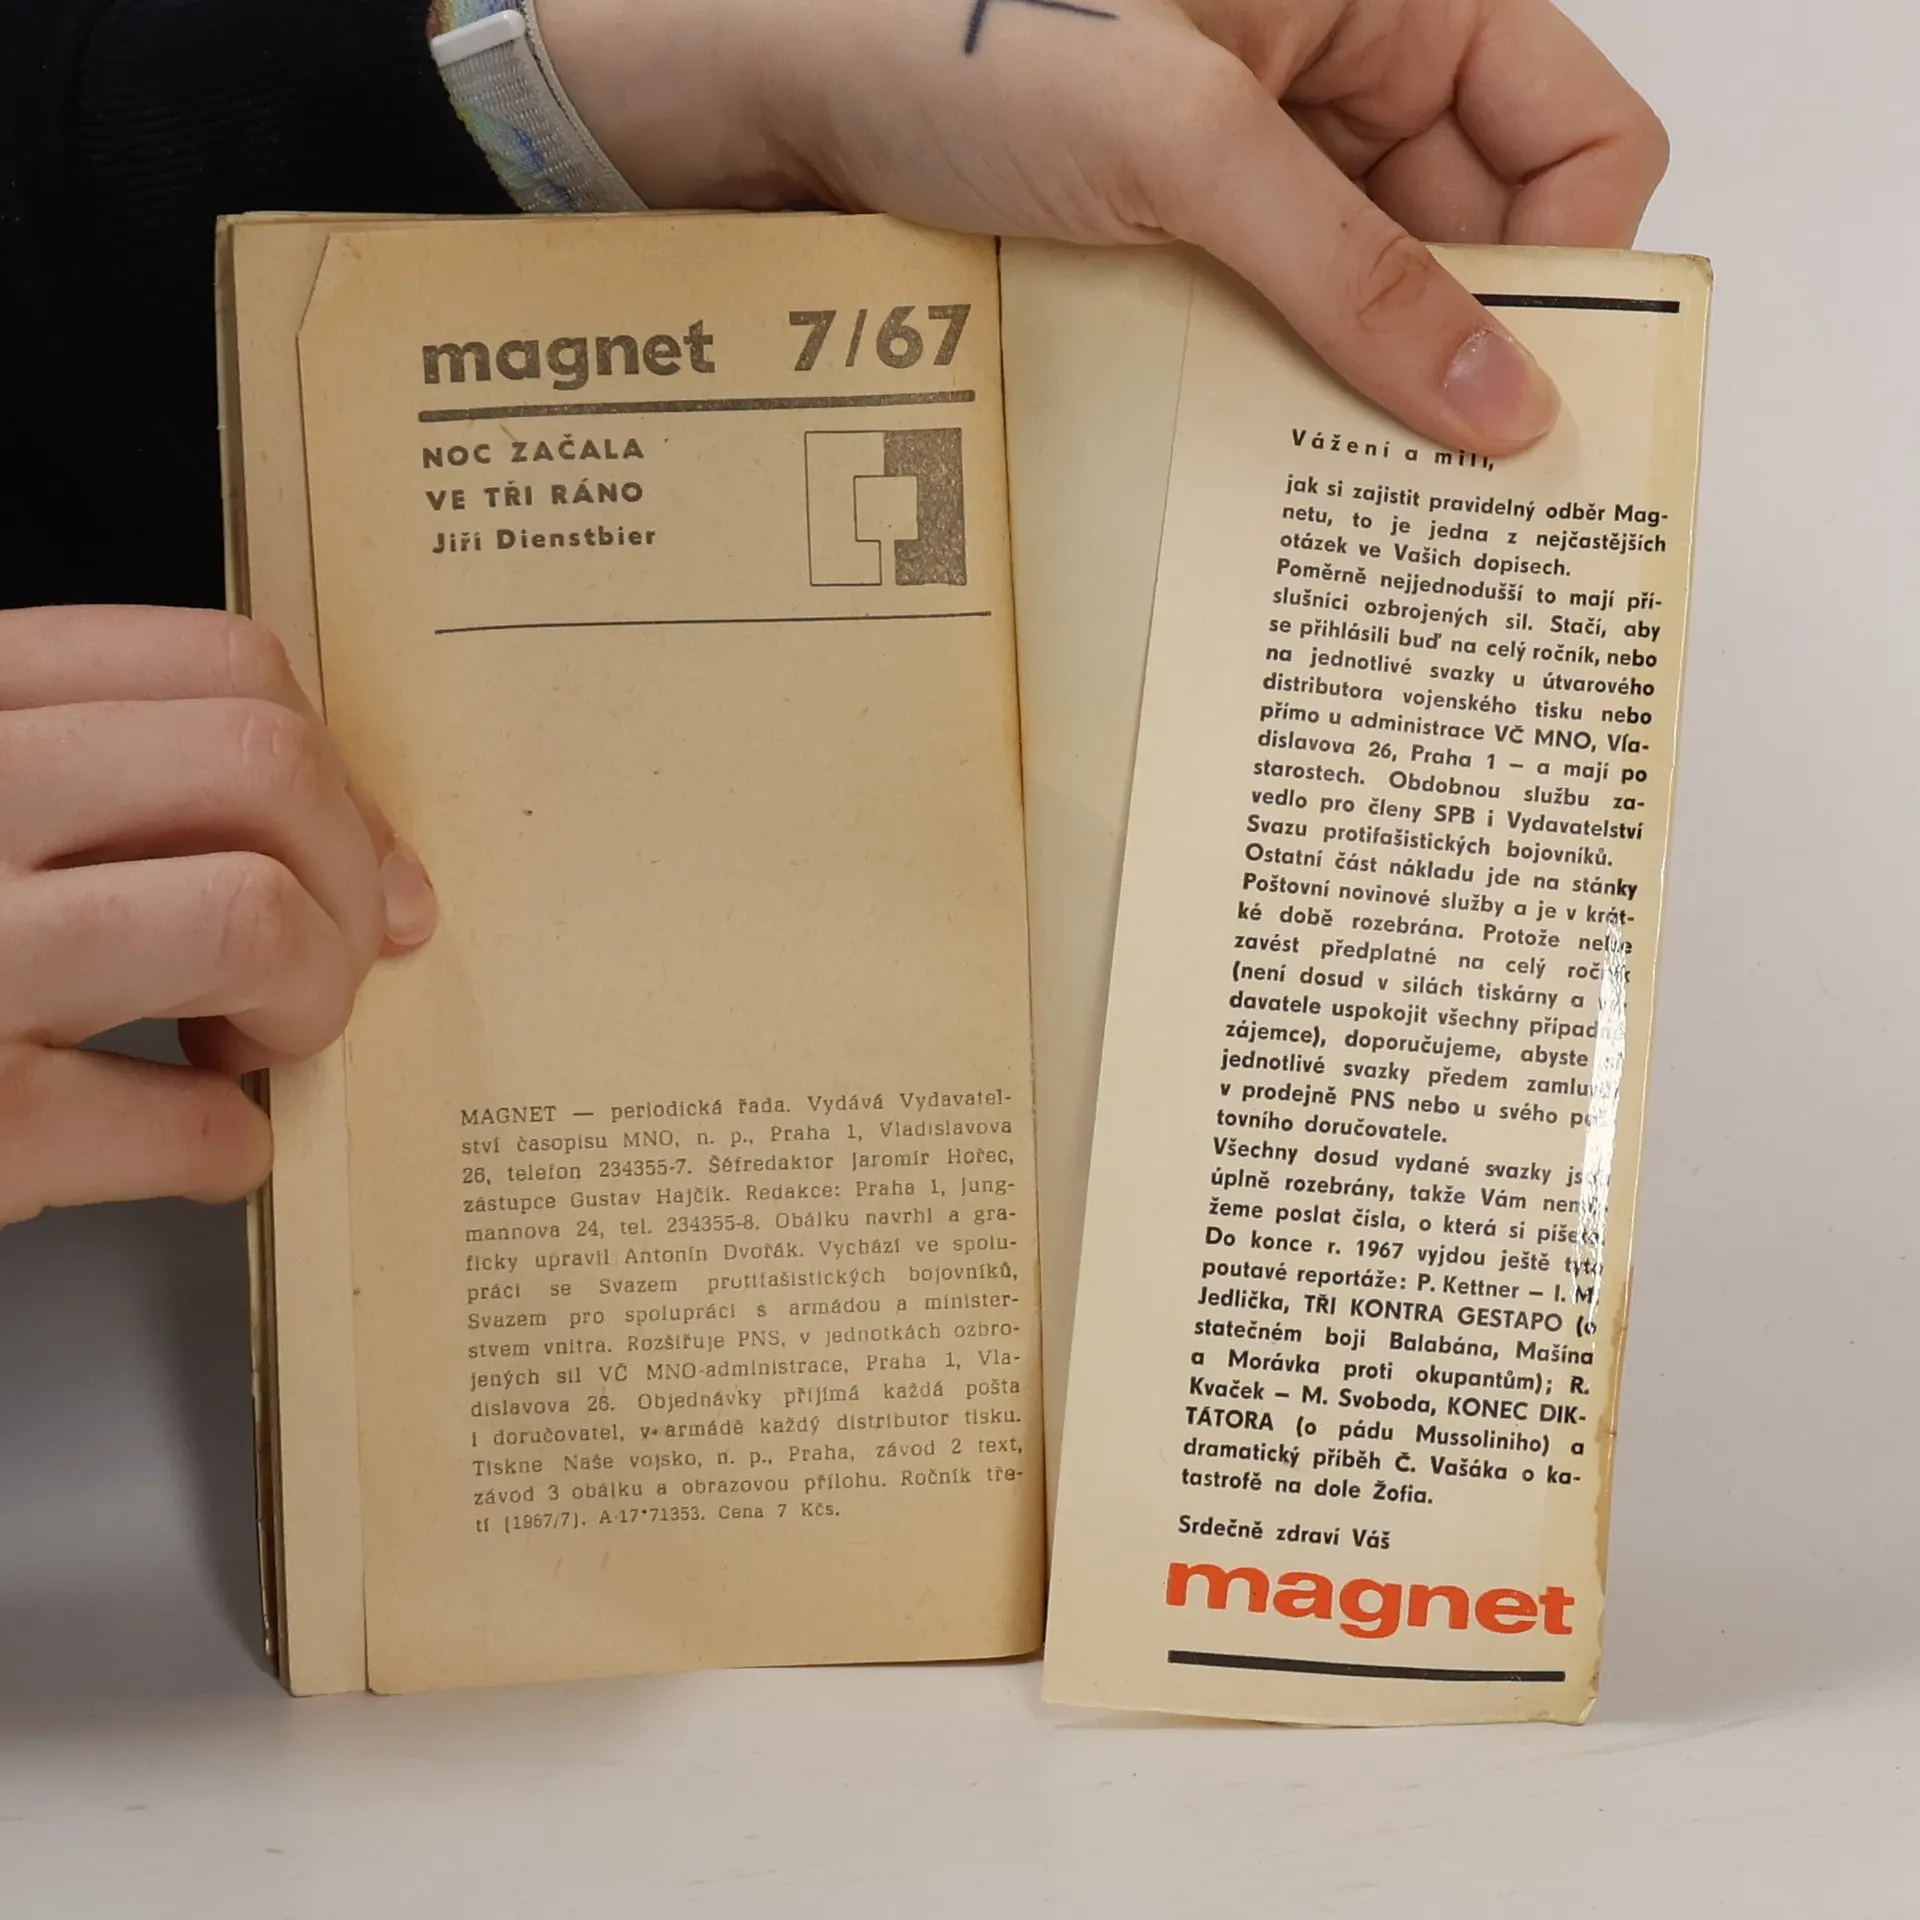 magnet 7/67
NOC ZAČALA
VE TŘI RÁNO
Jiří Dienstbier
MAGNET — periodická řada. Vydává Vydavatel-
ství časopisu MNO, n. p., Praha 1, Vladislavova
26, telefon 234355-7. Šéfredaktor Jaromír Hořec,
zástupce Gustav Hajčík. Redakce: Praha 1, Jung-
mannova 24, tel. 234355-8. Obálku navrhl a gra-
ficky upravil Antonín Dvořák. Vychází ve spolu-
práci se Svazem protifašistických bojovníků,
Svazem pro spolupráci s armádou a minister-
stvem vnitra. Rozšiřuje PNS, v jednotkách ozbro-
jených sil VČ MNO-administrace, Praha 1, Vla-
dislavova 26. Objednávky přijímá každá pošta
i doručovatel, v armádě každý distributor tisku.
Tiskne Naše vojsko, n. p., Praha, závod 2 text,
závod 3 obálku a obrazovou přílohu. Ročník tře-
tí (1967/7). A-17*71353. Cena 7 Kčs.
Vážení a milí,
jak si zajistit pravidelný odběr Mag-
netu, to je jedna z nejčastějších
otázek ve Vašich dopisech.
Poměrně nejjednodušší to mají pří-
slušníci ozbrojených sil. Stačí, aby
se přihlásili buď na celý ročník, nebo
na jednotlivé svazky u útvarového
distributora vojenského tisku nebo
přímo u administrace VČ MNO, Vla-
dislavova 26, Praha 1 – a mají po
starostech. Obdobnou službu za-
vedlo pro členy SPB i Vydavatelství
Svazu protifašistických bojovníků.
Ostatní část nákladu jde na stánky
Poštovní novinové služby a je v krát-
ké době rozebrána. Protože nelze
zavést předplatné na celý ročník
(není dosud v silách tiskárny a
davatele uspokojit všechny případné
zájemce), doporučujeme, abyste si
jednotlivé svazky předem zamluvili
v prodejně PNS nebo u svého poš-
tovního doručovatele.
Všechny dosud vydané svazky jsou
úplně rozebrány, takže Vám nemů-
žeme poslat čísla, o která si píšete.
Do konce r. 1967 vyjdou ještě tyto
poutavé reportáže: P. Kettner – I. M.
Jedlička, TŘI KONTRA GESTAPO (o
statečném boji Balabána, Mašína
a Morávka proti okupantům); R.
Kvaček – M. Svoboda, KONEC DIK-
TÁTORA (o pádu Mussoliniho) a
dramatický příběh Č. Vašáka o ka-
tastrofě na dole Žofia.
Srdečně zdraví Váš
magnet